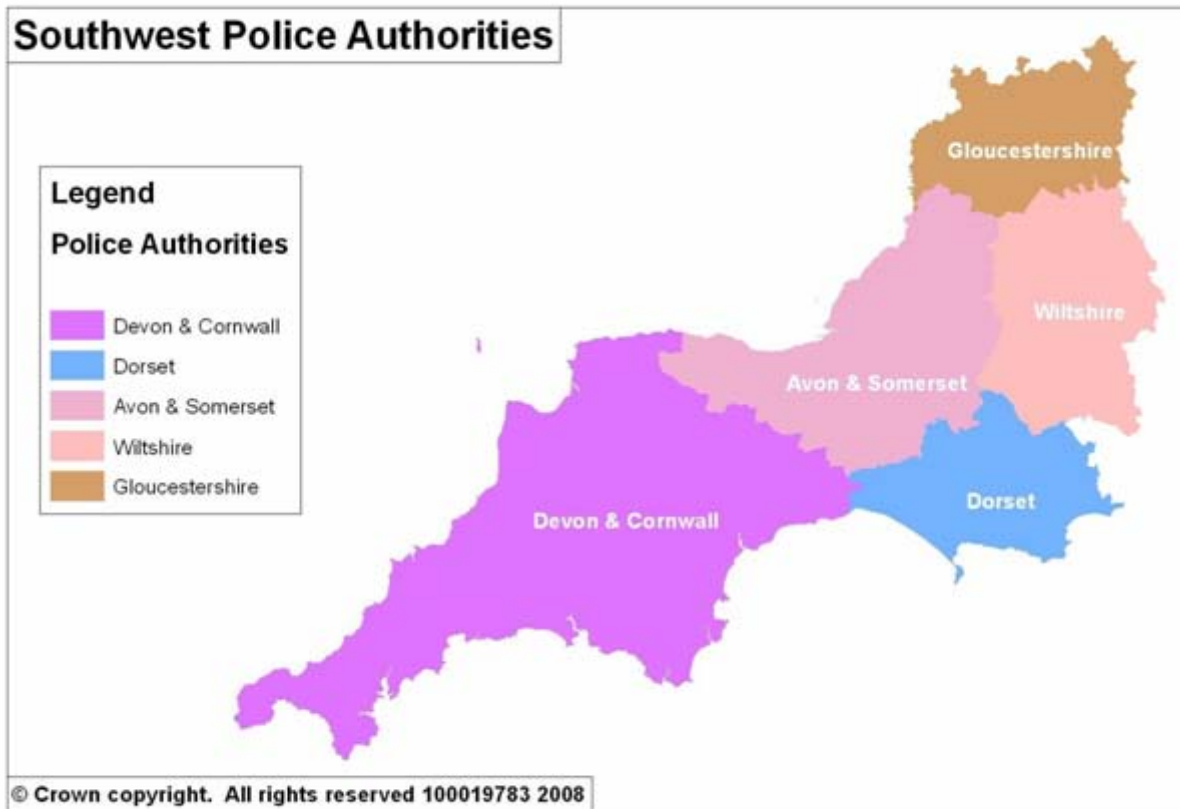 Southwest Police Authorities
Legend
Police Authorities
Devon & Cornwall
Dorset
Avon & Somerset
Wiltshire
Gloucestershire
Gloucestershire
Wiltshire
Avon & Somerset
Dorset
Devon & Cornwall
© Crown copyright. All rights reserved 100019783 2008